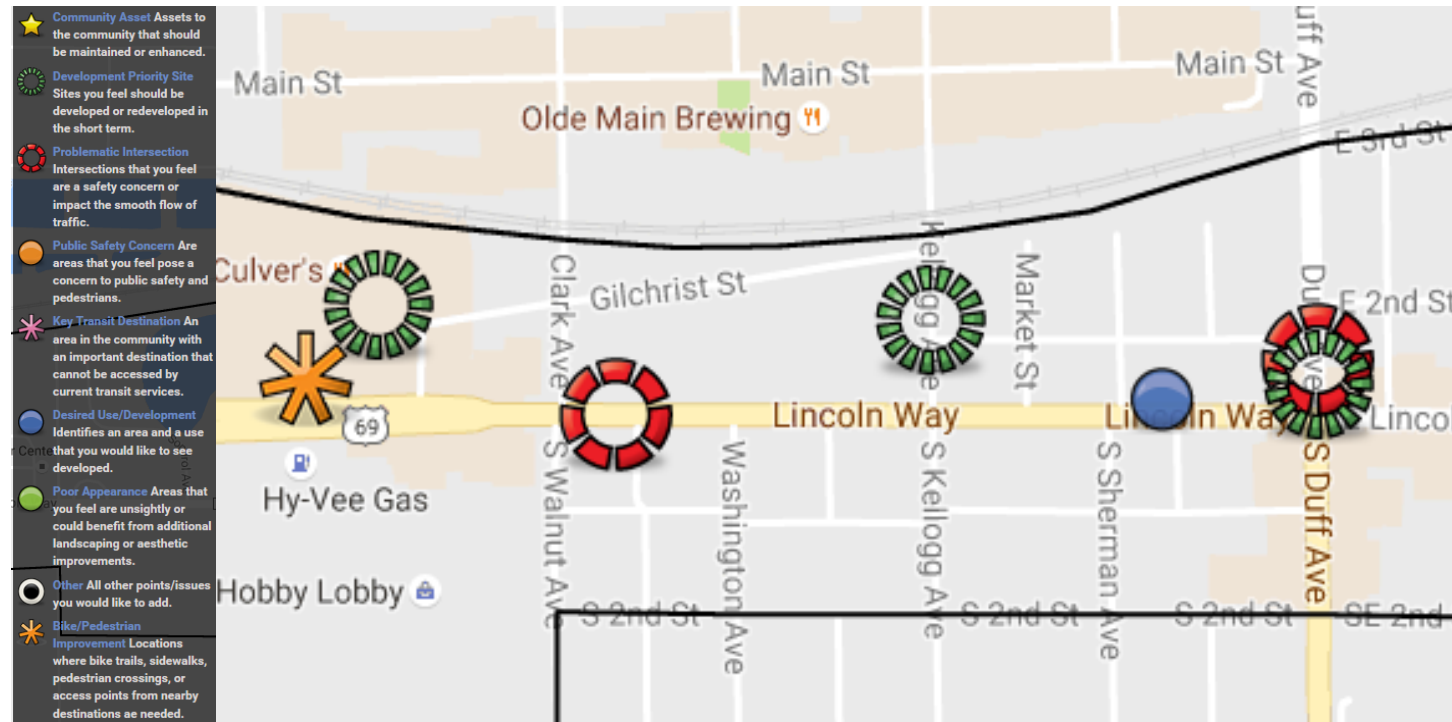 Community Asset Assets to
the community that should
be maintained or enhanced.
Development Priority Site
Sites you feel should be
developed or redeveloped in
the short term.
Problematic Intersection
Intersections that you feel
are a safety concern or
impact the smooth flow of
traffic.
Public Safety Concern Are
areas that you feel pose a
concern to public safety and
pedestrians.
Key Transit Destination An
area in the community with
an important destination that
cannot be accessed by
current transit services.
Desired Use/Development
Identifies an area and a use
that you would like to see
developed.
Poor Appearance Areas that
you feel are unsightly or
could benefit from additional
landscaping or aesthetic
improvements.
Other All other points/issues
you would like to add.
Bike/Pedestrian
Improvement Locations
where bike trails, sidewalks,
pedestrian crossings, or
access points from nearby
destinations ae needed.
Main St
Main St
Main St
uff Ave
Olde Main Brewing
E 3rd St
Culver's
Clark Ave
Gilchrist St
Kellogg Ave
Market St
E 2nd St
69
Lincoln Way
Lincoln Way
Linco
Hy-Vee Gas
S Walnut Ave
Washington Ave
S Kellogg Ave
S Sherman Ave
S Duff Ave
Hobby Lobby
S 2nd St
S 2nd St
S 2nd St
SE 2nd